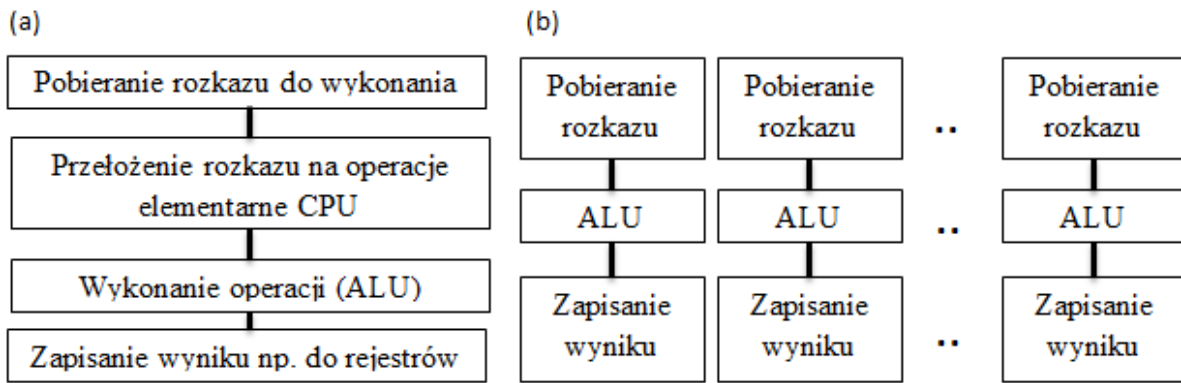 (a)
Pobieranie rozkazu do wykonania
Przełożenie rozkazu na operacje
elementarne CPU
Wykonanie operacji (ALU)
Zapisanie wyniku np. do rejestrów
(b)
Pobieranie
rozkazu
ALU
Zapisanie
wyniku
Pobieranie
rozkazu
ALU
Zapisanie
wyniku
..
..
..
Pobieranie
rozkazu
ALU
Zapisanie
wyniku